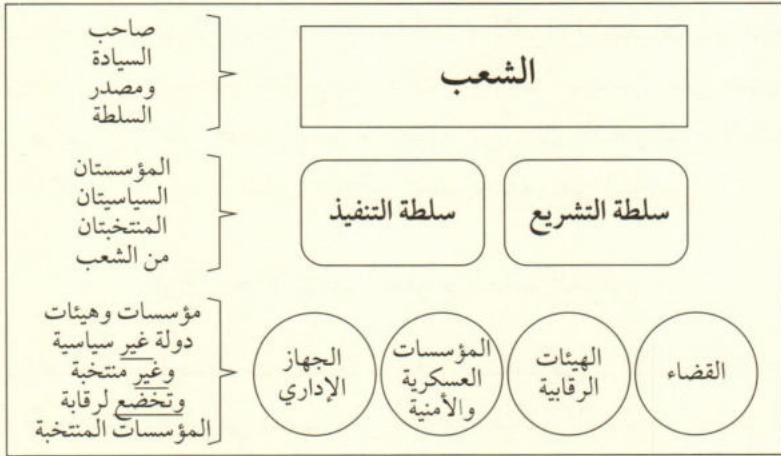 الشعب
صاحب
السيادة
ومصدر
السلطة
سلطة التشريع
سلطة التنفيذ
المؤسستان
السياسيتان
المنتخبتان
من الشعب
القضاء
الهيئات
الرقابية
المؤسسات
العسكرية
والأمنية
الجهاز
الإداري
مؤسسات وهيئات
دولة غير سياسية
وغير منتخبة
وتخضع لرقابة
المؤسسات المنتخبة